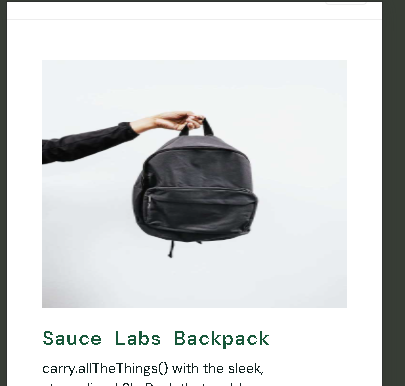 Sauce Labs Backpack
carry.allTheThings() with the sleek,